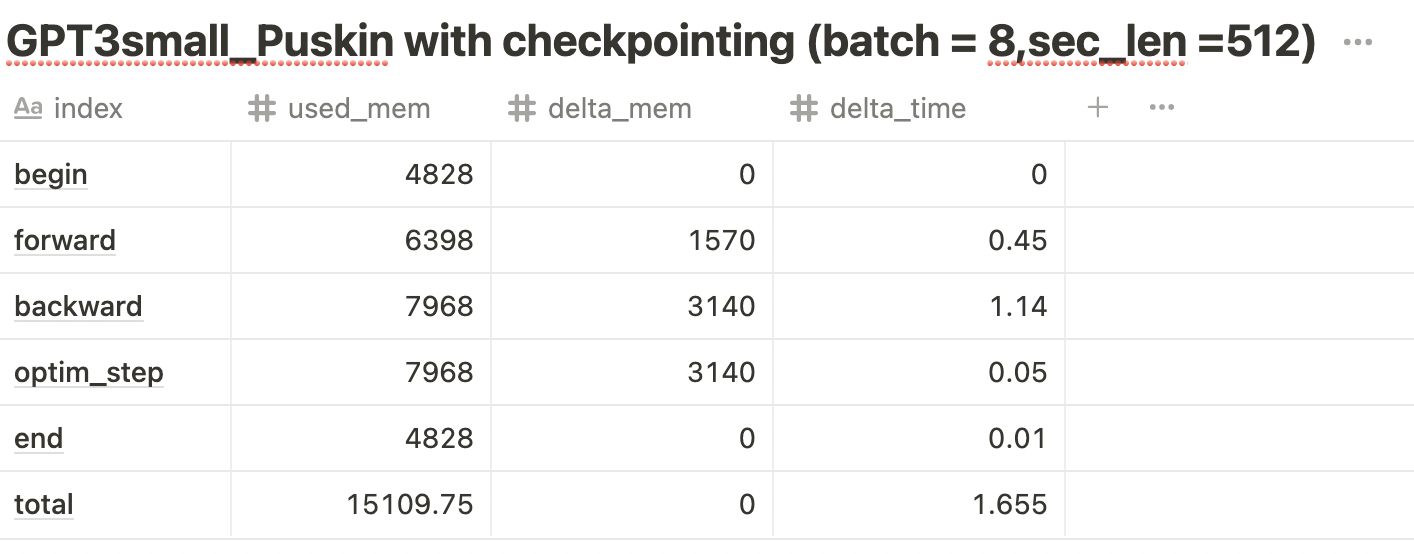 GPT3small_Puskin with checkpointing (batch = 8,sec_len =512) ...
Aa index # used_mem # delta_mem # delta_time + ...
begin 4828 0 0
forward 6398 1570 0.45
backward 7968 3140 1.14
optim_step 7968 3140 0.05
end 4828 0 0.01
total 15109.75 0 1.655